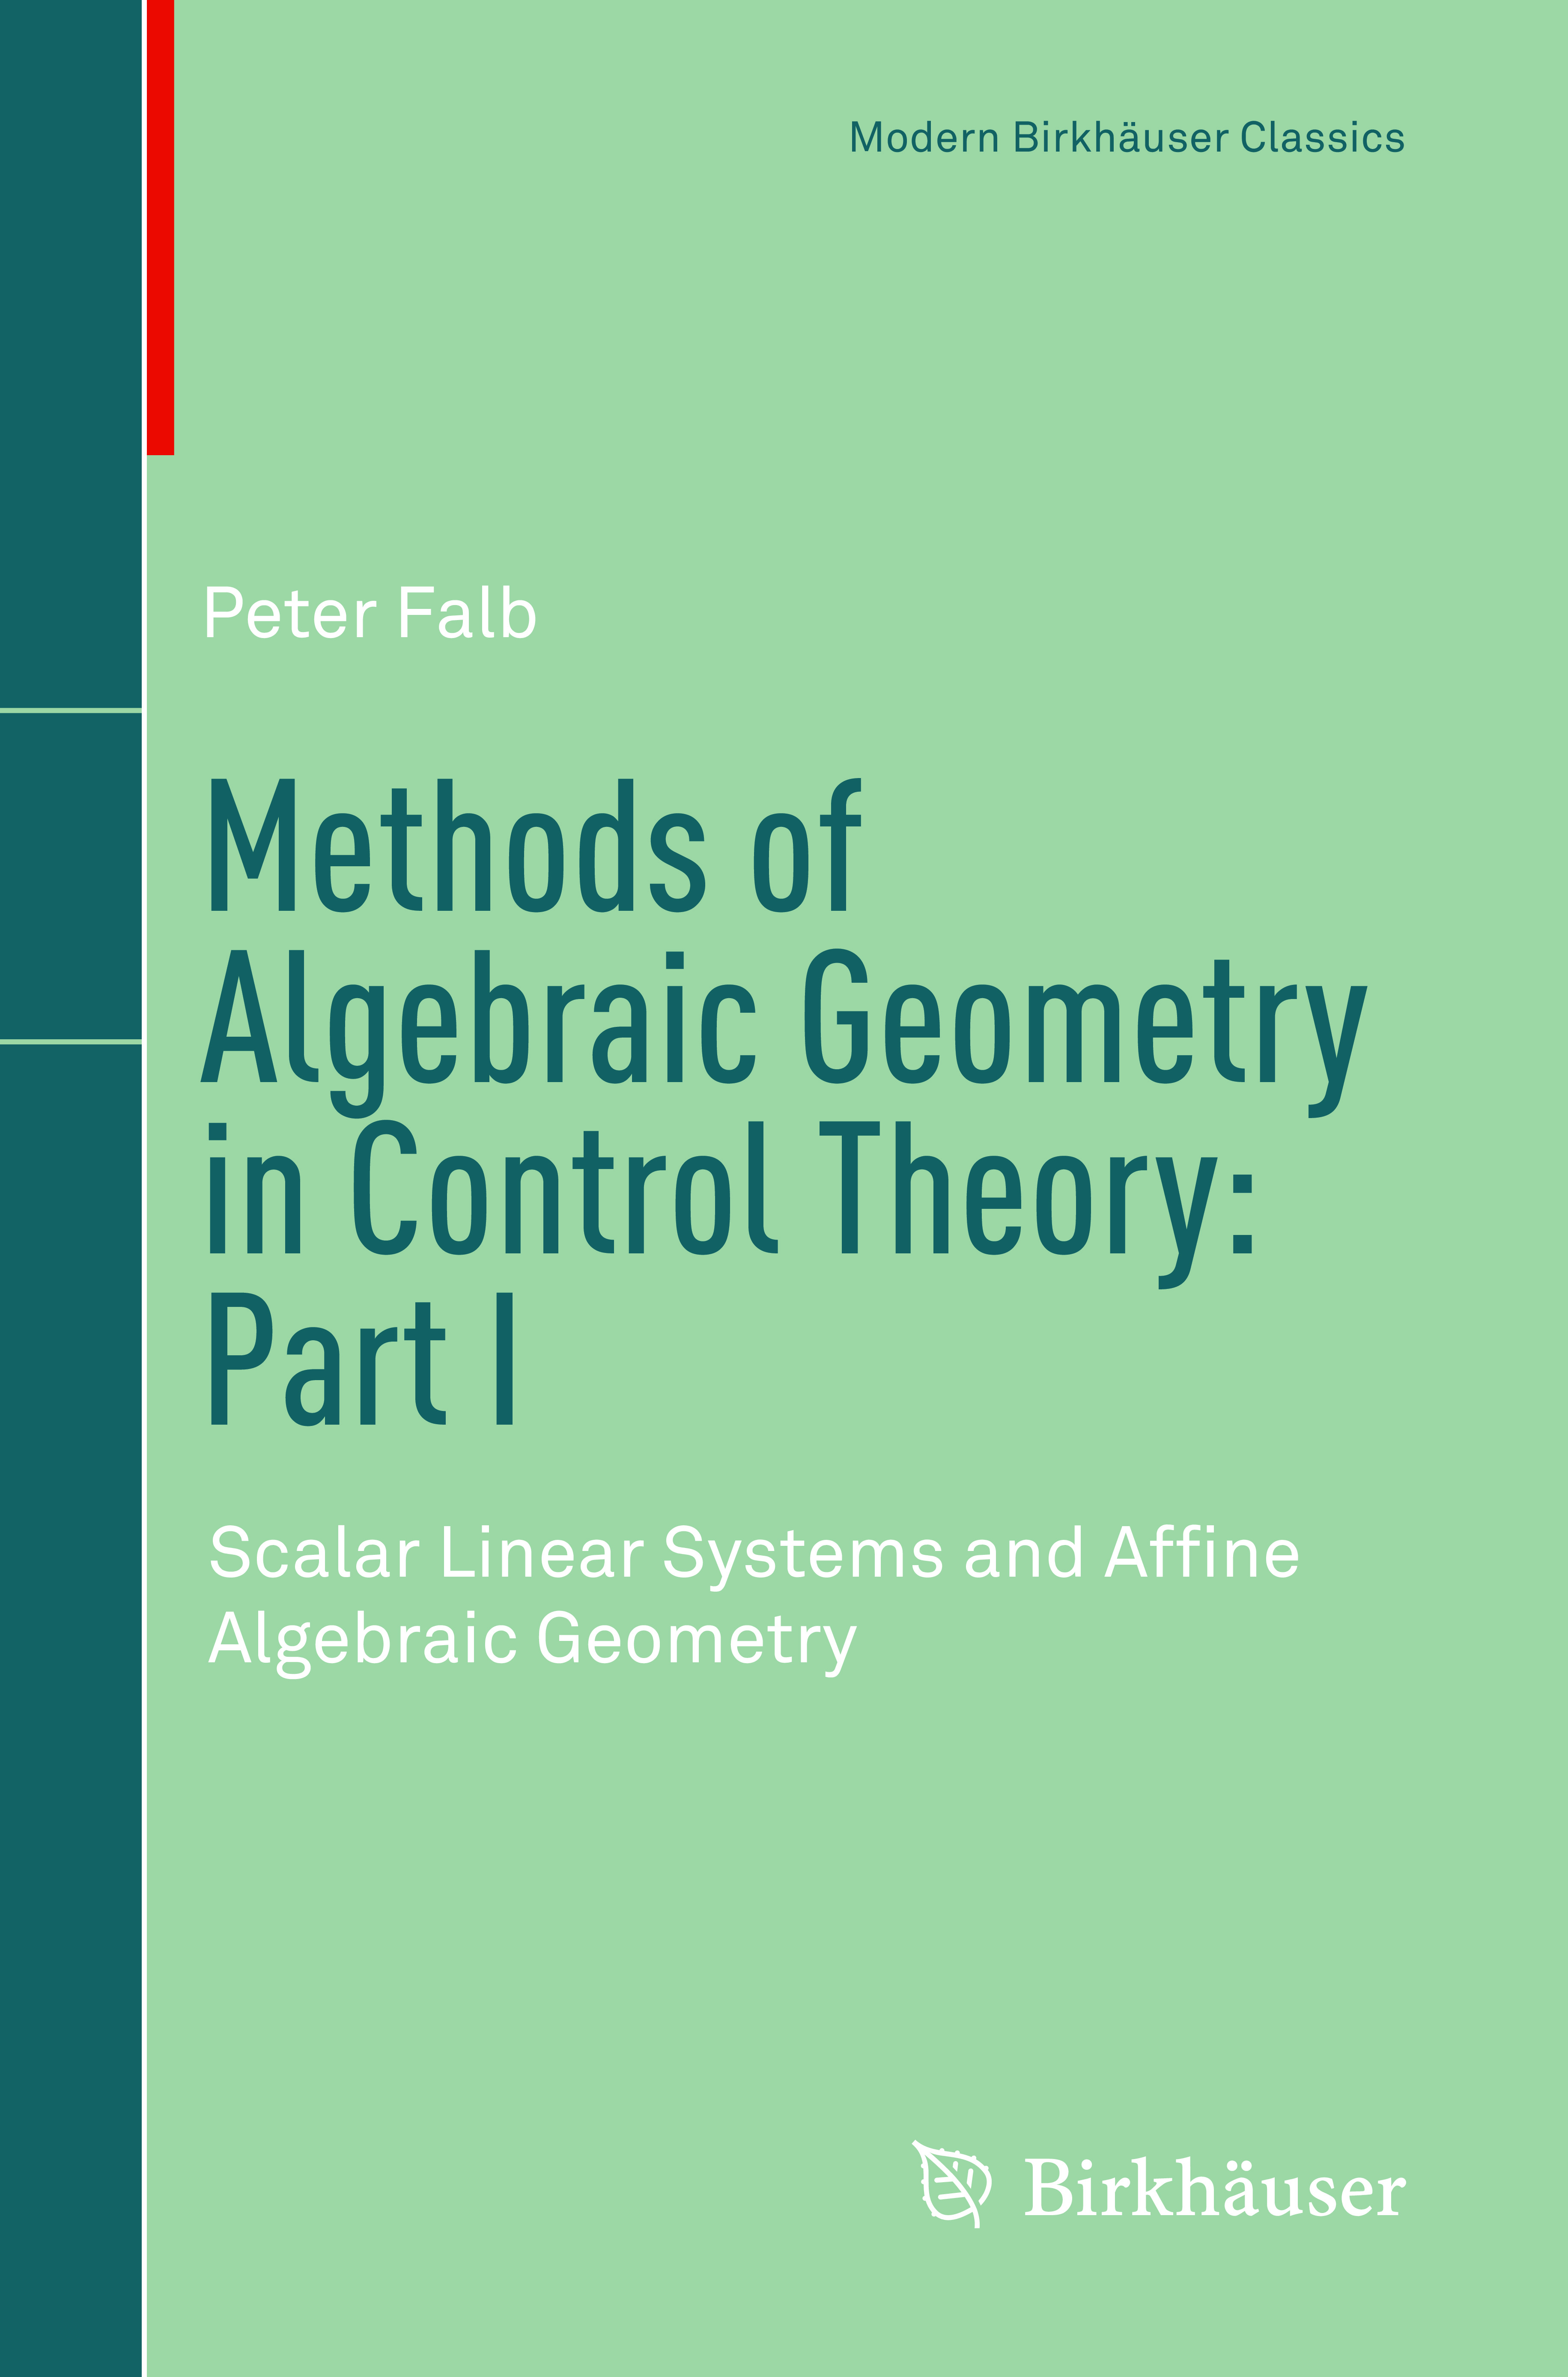 Modern Birkhäuser Classics
Peter Falb
Methods of
Algebraic Geometry
in Control Theory:
Part I
Scalar Linear Systems and Affine
Algebraic Geometry
Birkhäuser